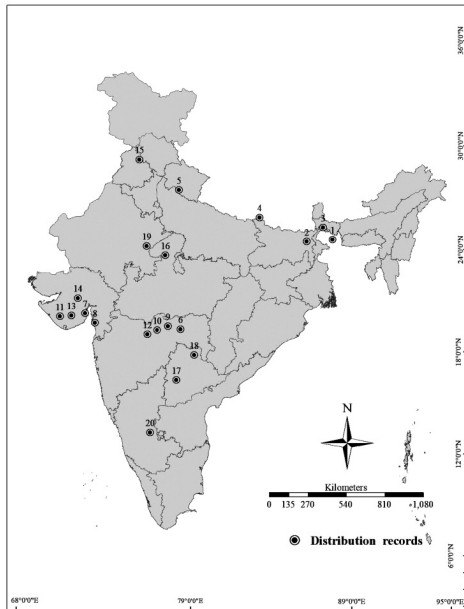 36°0'0"N
30°0'0"N
24°0'0"N
18°0'0"N
12°0'0"N
6°0'0"N
15
5
4
3
1
2
19
16
14
11
13
7
8
12
10
9
6
18
17
20
N
Kilometers
0 135 270 540 810 1,080
Distribution records
68°0'0"E
79°0'0"E
89°0'0"E
95°0'0"E